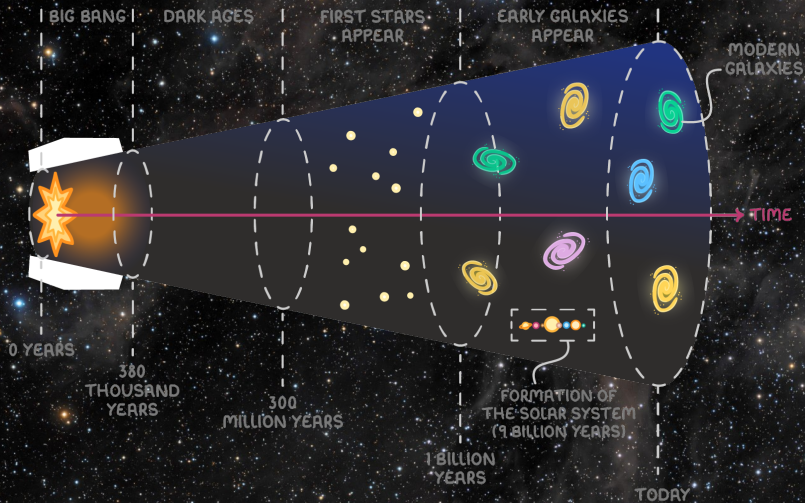 BIG BANG
DARK AGES
FIRST STARS
APPEAR
EARLY GALAXIES
APPEAR
MODERN
GALAXIES
TIME
0 YEARS
380
THOUSAND
YEARS
300
MILLION YEARS
FORMATION OF
THE SOLAR SYSTEM
(9 BILLION YEARS)
1 BILLION
YEARS
TODAY